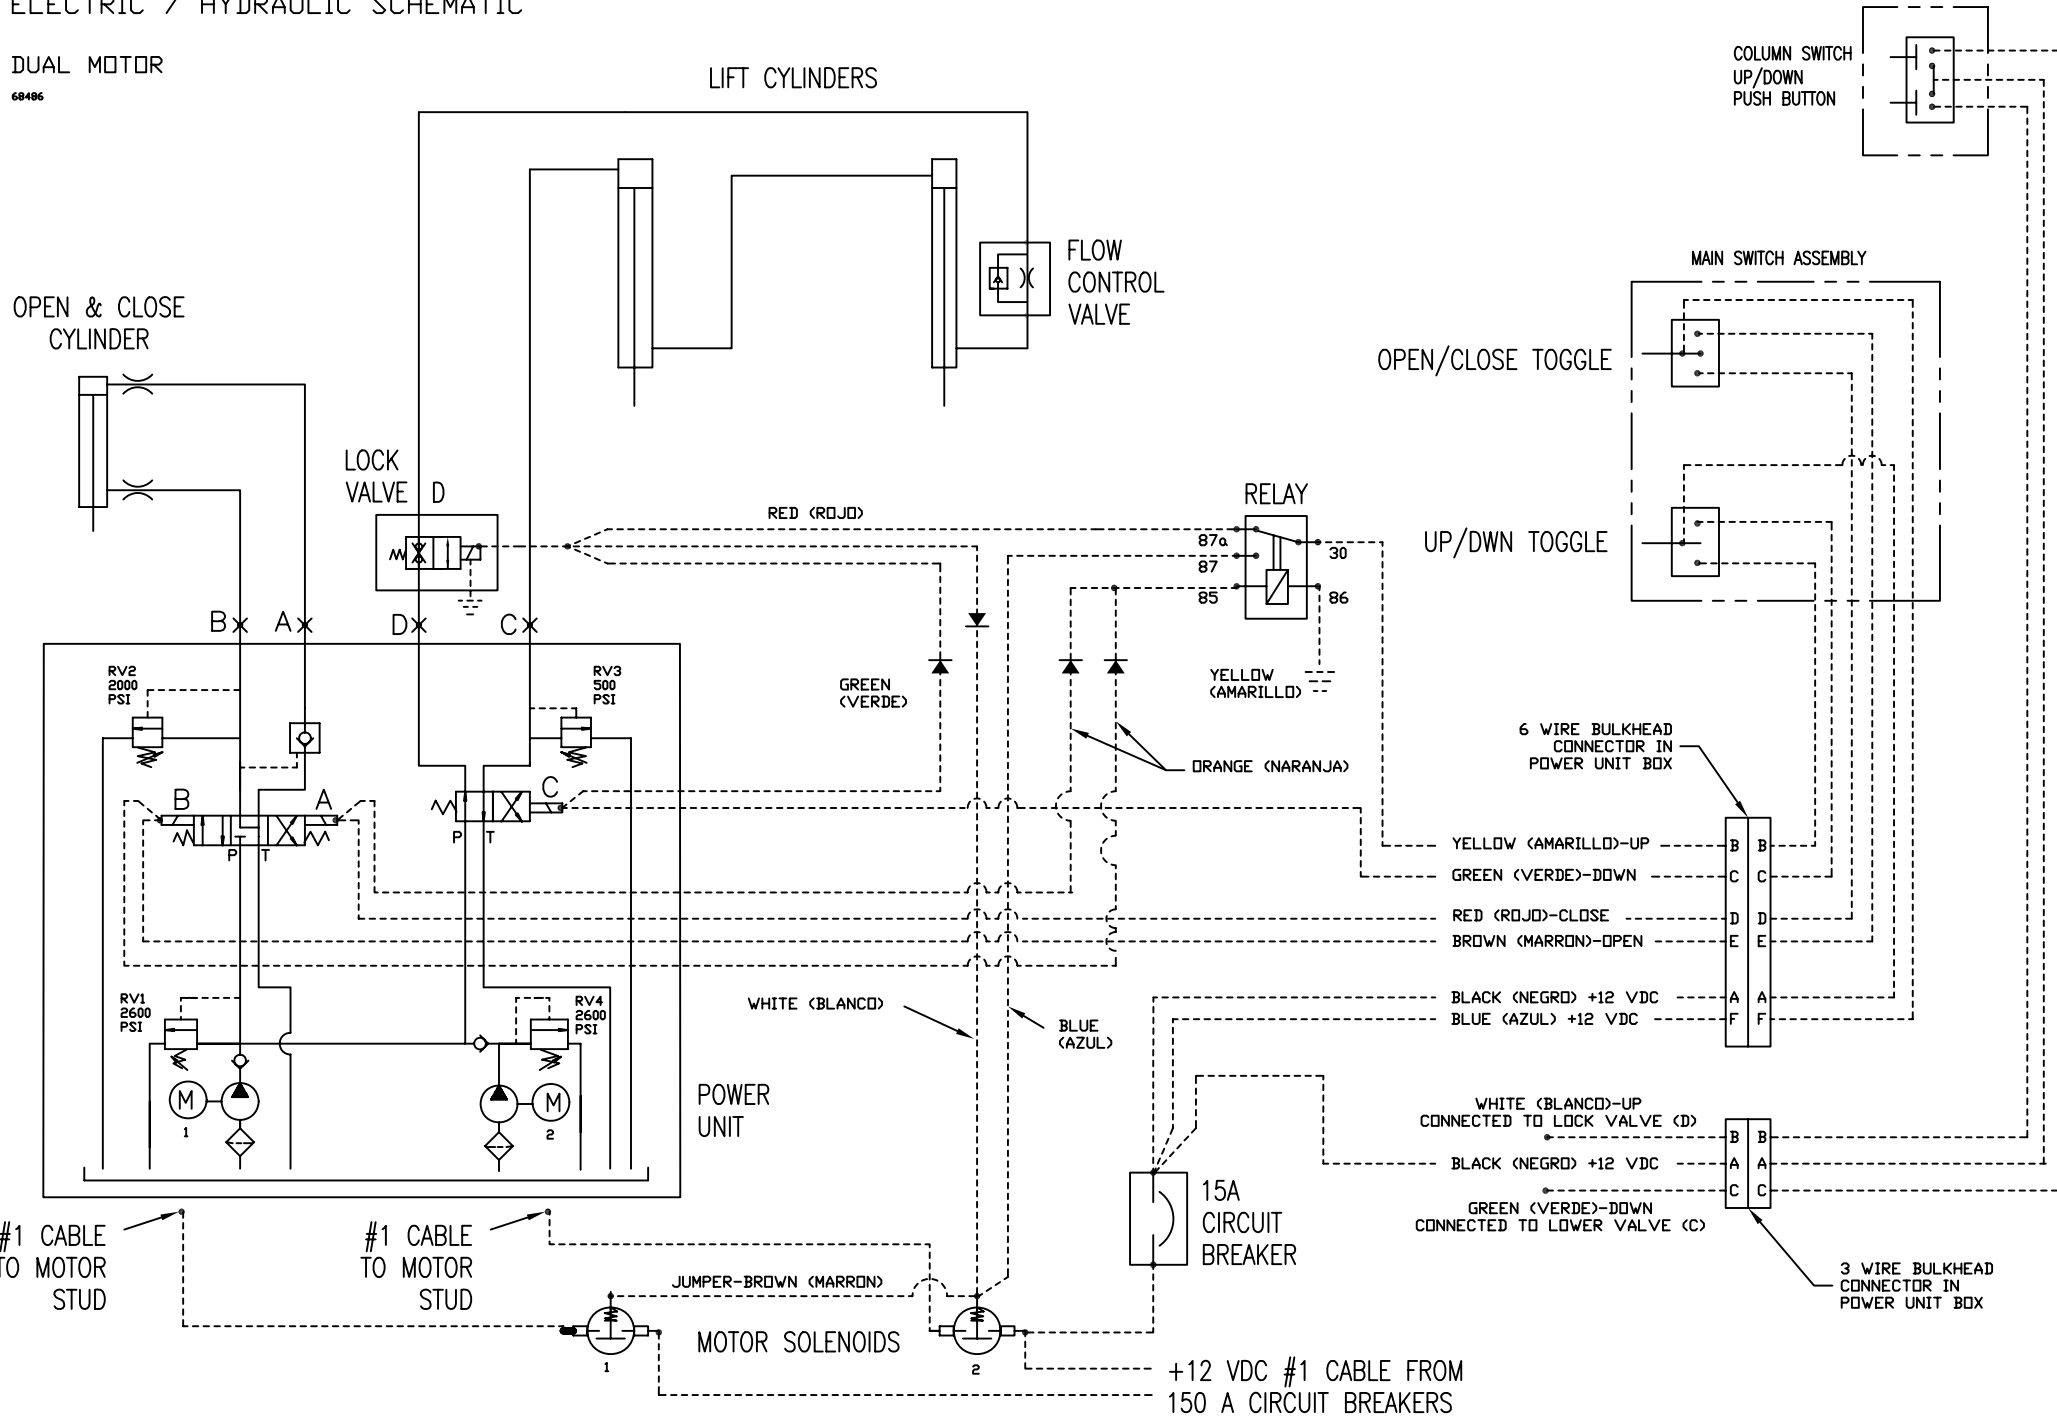 ELECTRIC / HYDRAULIC SCHEMATIC
DUAL MOTOR
68486
LIFT CYLINDERS
COLUMN SWITCH
UP/DOWN
PUSH BUTTON
FLOW
CONTROL
VALVE
MAIN SWITCH ASSEMBLY
OPEN & CLOSE
CYLINDER
OPEN/CLOSE TOGGLE
LOCK
VALVE D
RED (ROJO)
RELAY
87a
30
87
85
86
UP/DWN TOGGLE
B
A
D
C
RV2
2000
PSI
RV3
500
PSI
GREEN
(VERDE)
YELLOW
(AMARILLO)
ORANGE (NARANJA)
6 WIRE BULKHEAD
CONNECTOR IN
POWER UNIT BOX
B
A
P
T
C
P
T
YELLOW (AMARILLO)-UP
B B
GREEN (VERDE)-DOWN
C C
RED (ROJO)-CLOSE
D D
BROWN (MARRON)-OPEN
E E
BLACK (NEGRO) +12 VDC
A A
BLUE (AZUL) +12 VDC
F F
RV1
2600
PSI
RV4
2600
PSI
WHITE (BLANCO)
BLUE
(AZUL)
M
1
M
2
POWER
UNIT
WHITE (BLANCO)-UP
CONNECTED TO LOCK VALVE (D)
B B
BLACK (NEGRO) +12 VDC
A A
C C
GREEN (VERDE)-DOWN
CONNECTED TO LOWER VALVE (C)
15A
CIRCUIT
BREAKER
3 WIRE BULKHEAD
CONNECTOR IN
POWER UNIT BOX
#1 CABLE
TO MOTOR
STUD
#1 CABLE
TO MOTOR
STUD
JUMPER-BROWN (MARRON)
MOTOR SOLENOIDS
1
2
+12 VDC #1 CABLE FROM
150 A CIRCUIT BREAKERS